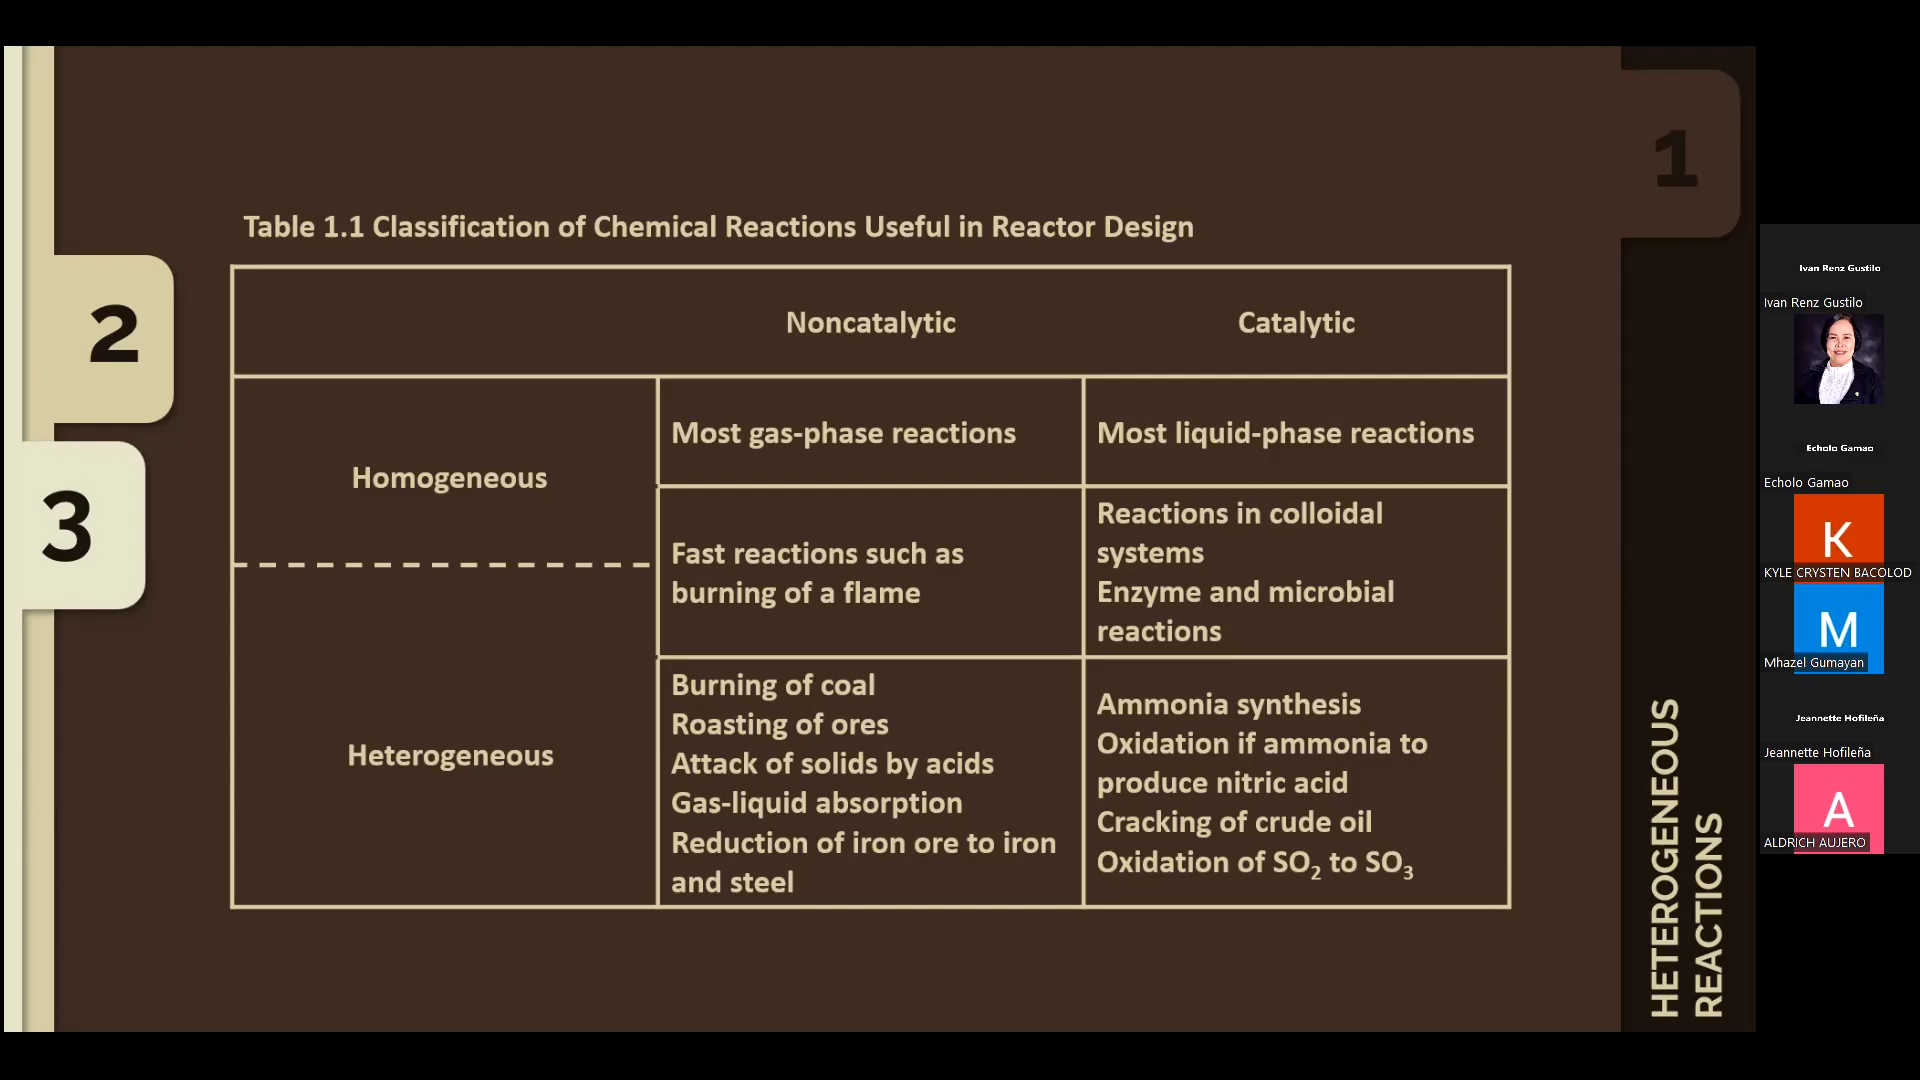 1
2
3
Table 1.1 Classification of Chemical Reactions Useful in Reactor Design
Noncatalytic
Catalytic
Homogeneous
Most gas-phase reactions
Most liquid-phase reactions
Fast reactions such as
burning of a flame
Reactions in colloidal
systems
Enzyme and microbial
reactions
Heterogeneous
Burning of coal
Roasting of ores
Attack of solids by acids
Gas-liquid absorption
Reduction of iron ore to iron
and steel
Ammonia synthesis
Oxidation if ammonia to
produce nitric acid
Cracking of crude oil
Oxidation of SO₂ to SO₃
HETEROGENEOUS
REACTIONS
Ivan Renz Gustilo
Ivan Renz Gustilo
Echolo Gamao
Echolo Gamao
K
KYLE CRYSTEN BACOLOD
M
Mhazel Gumayan
Jeannette Hofileña
Jeannette Hofileña
A
ALDRICH AUJERO